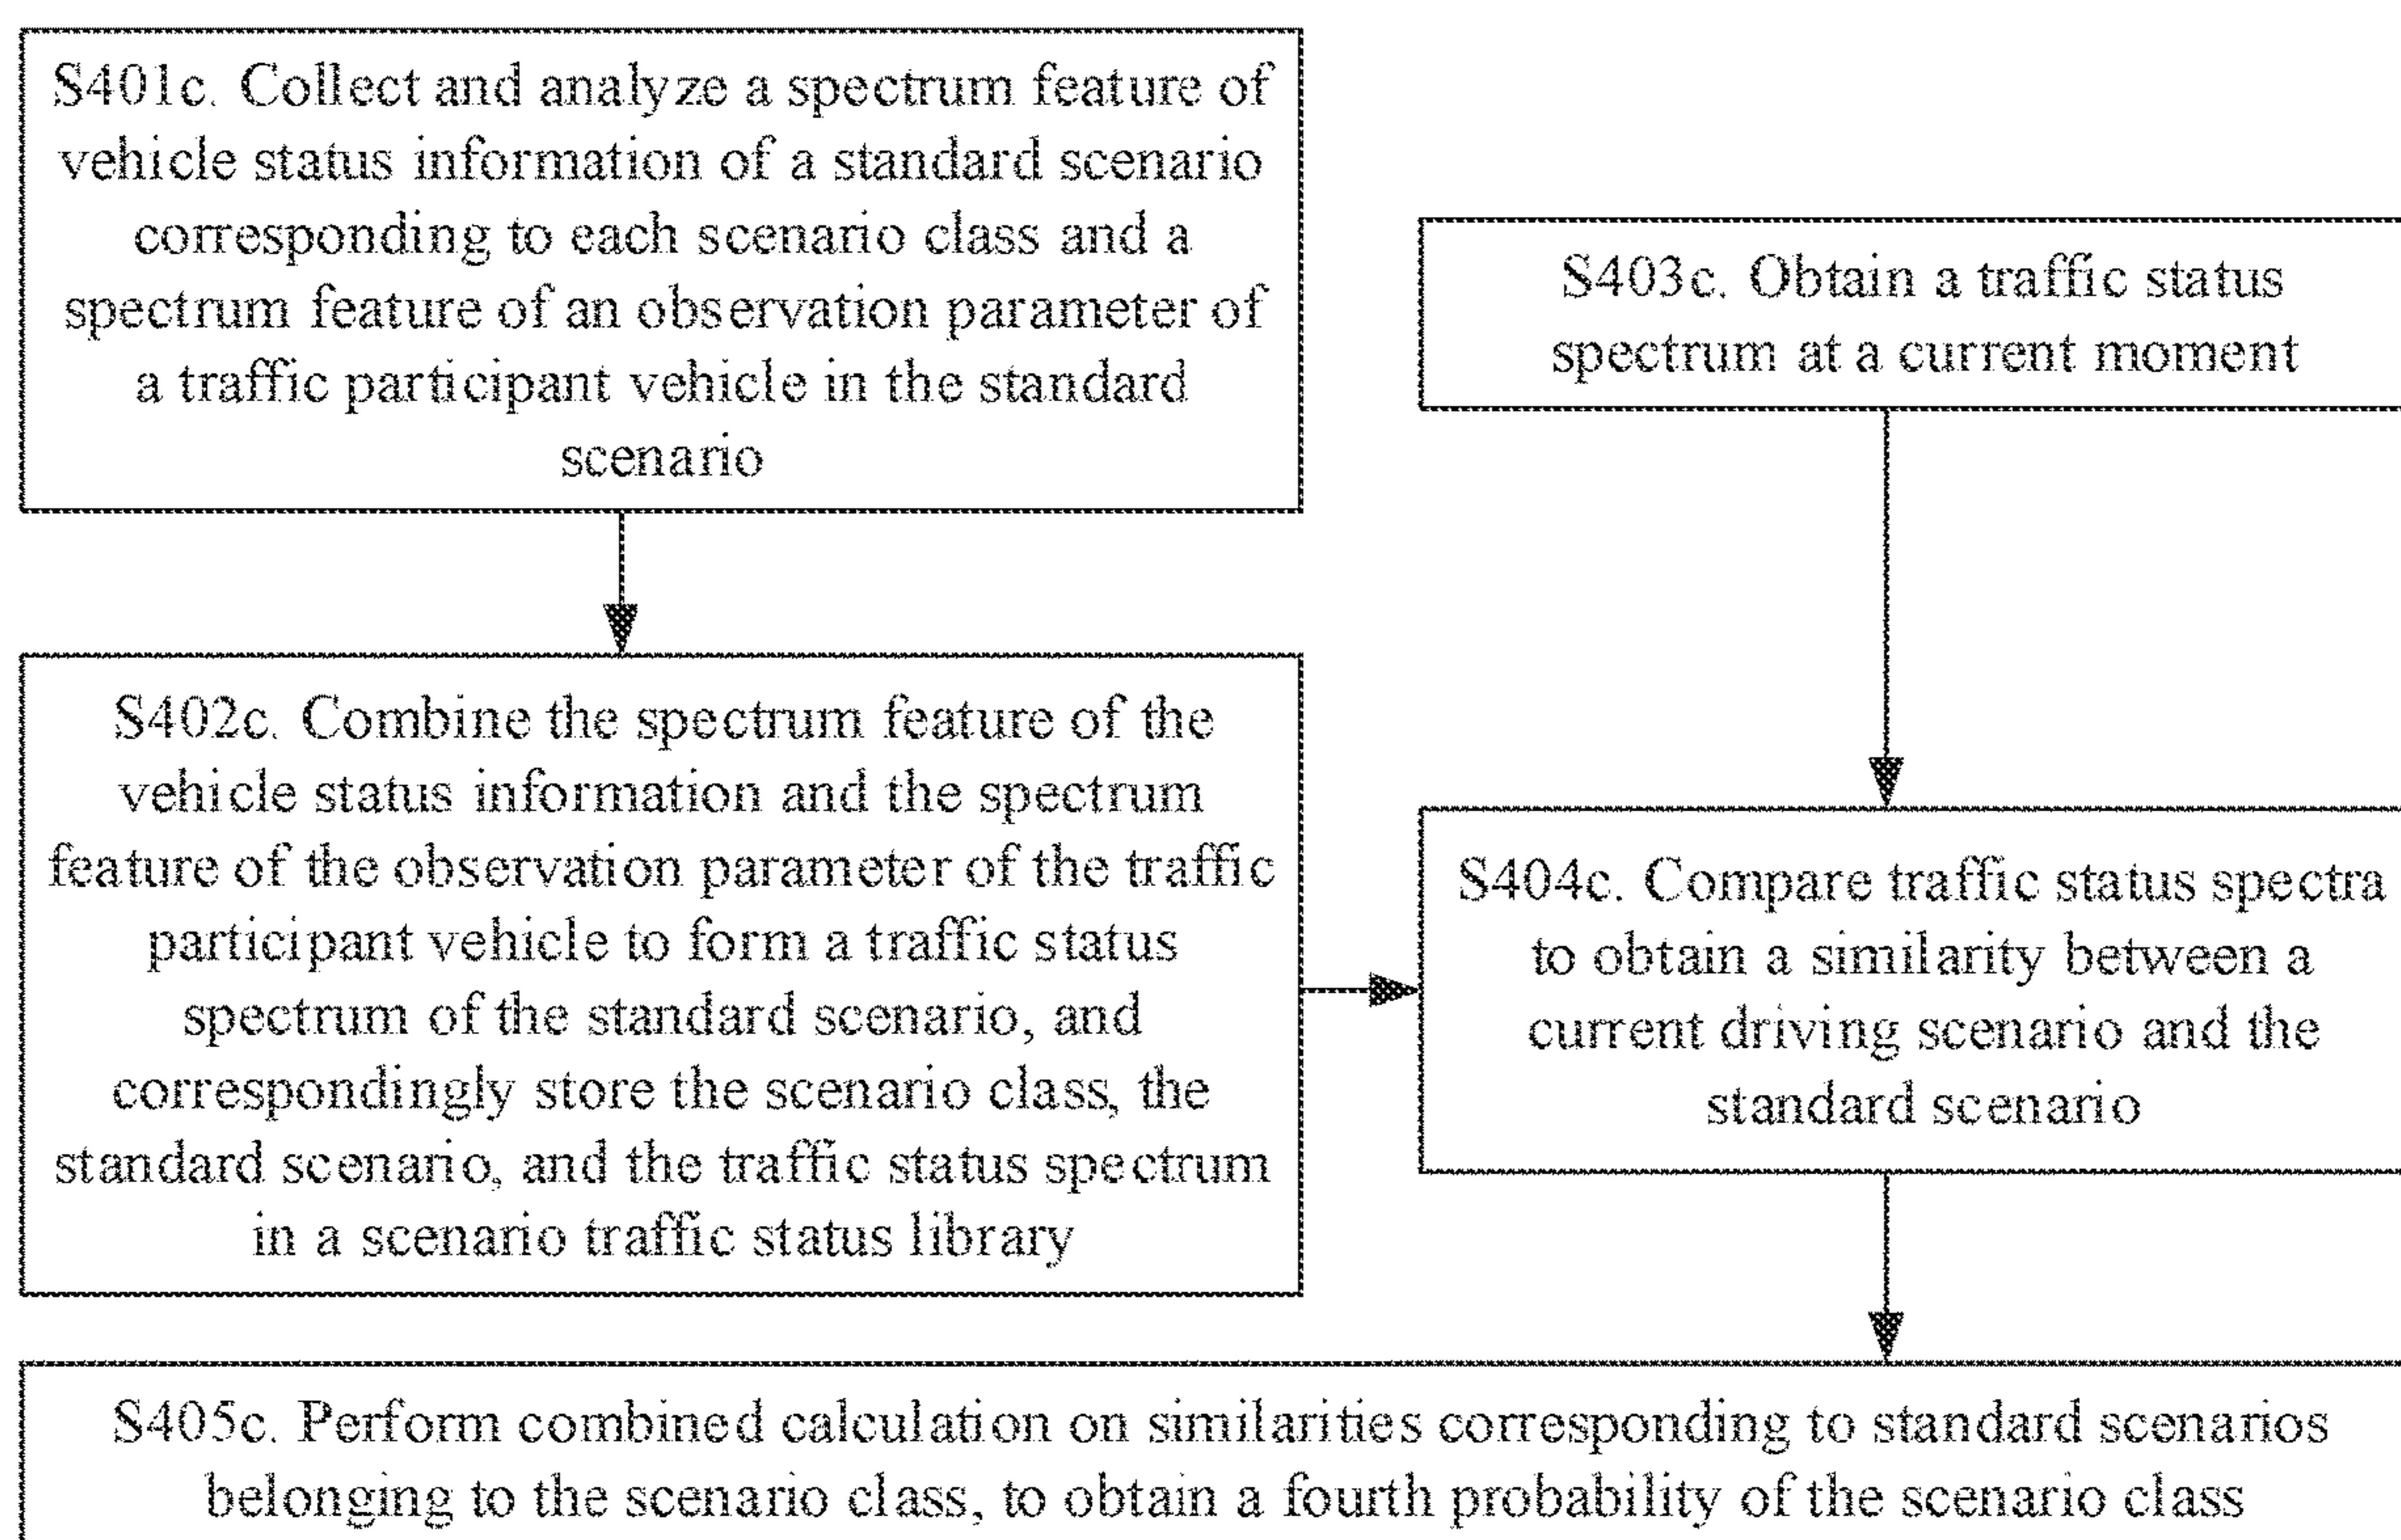 S401c. Collect and analyze a spectrum feature of
vehicle status information of a standard scenario
corresponding to each scenario class and a
spectrum feature of an observation parameter of
a traffic participant vehicle in the standard
scenario
S402c. Combine the spectrum feature of the
vehicle status information and the spectrum
feature of the observation parameter of the traffic
participant vehicle to form a traffic status
spectrum of the standard scenario, and
correspondingly store the scenario class, the
standard scenario, and the traffic status spectrum
in a scenario traffic status library
S403c. Obtain a traffic status
spectrum at a current moment
S404c. Compare traffic status spectra
to obtain a similarity between a
current driving scenario and the
standard scenario
S405c. Perform combined calculation on similarities corresponding to standard scenarios
belonging to the scenario class, to obtain a fourth probability of the scenario class